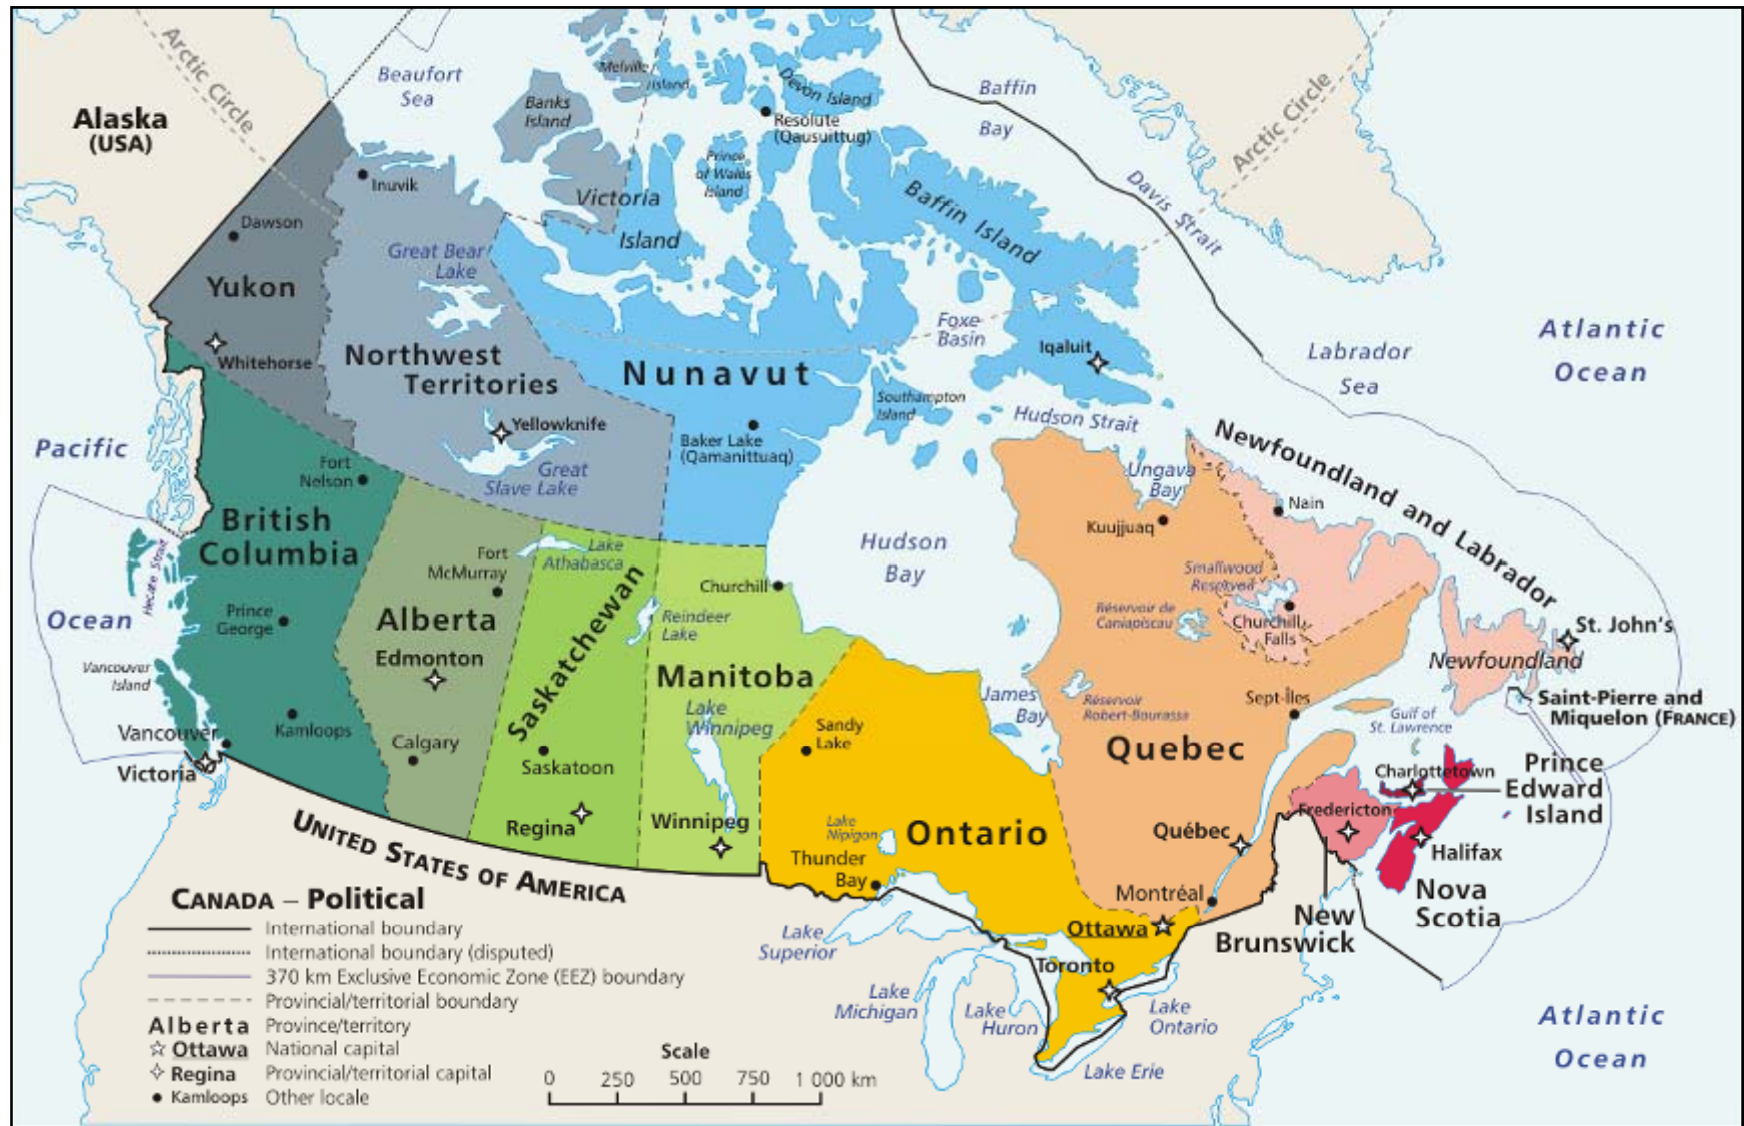 Arctic Circle
Beaufort
Sea
Alaska
(USA)
Banks
Island
Melville
Island
Devon Island
Resolute
(Qausuittuq)
Prince
of Wales
Island
Baffin
Bay
Arctic Circle
Davis Strait
Inuvik
Victoria
Island
Baffin Island
Dawson
Great Bear
Lake
Yukon
Whitehorse
Northwest
Territories
Nunavut
Foxe
Basin
Iqaluit
Labrador
Sea
Atlantic
Ocean
Yellowknife
Great
Slave Lake
Baker Lake
(Qamanittuaq)
Southampton
Island
Hudson Strait
Ungava
Bay
Newfoundland and Labrador
Pacific
Ocean
Fort
Nelson
British
Columbia
Hecate Strait
Prince
George
Vancouver
Island
Kamloops
Vancouver
Victoria
Fort
McMurray
Lake
Athabasca
Alberta
Edmonton
Calgary
Saskatchewan
Saskatoon
Regina
Reindeer
Lake
Churchill
Manitoba
Lake
Winnipeg
Winnipeg
Hudson
Bay
James
Bay
Sandy
Lake
Lake
Nipigon
Ontario
Thunder
Bay
Kuujjuaq
Nain
Smallwood
Reservoir
Churchill
Falls
Réservoir de
Caniapiscau
Réservoir
Robert-Bourassa
Sept-Îles
Quebec
Québec
Montréal
Ottawa
Toronto
St. John's
Newfoundland
Saint-Pierre and
Miquelon (FRANCE)
Gulf of
St. Lawrence
Charlottetown
Prince
Edward
Island
Fredericton
Halifax
Nova
Scotia
New
Brunswick
UNITED STATES OF AMERICA
Lake
Superior
Lake
Michigan
Lake
Huron
Lake
Ontario
Lake Erie
Atlantic
Ocean
CANADA – Political
International boundary
International boundary (disputed)
370 km Exclusive Economic Zone (EEZ) boundary
Provincial/territorial boundary
Alberta Province/territory
Ottawa National capital
Regina Provincial/territorial capital
Kamloops Other locale
Scale
0 250 500 750 1 000 km